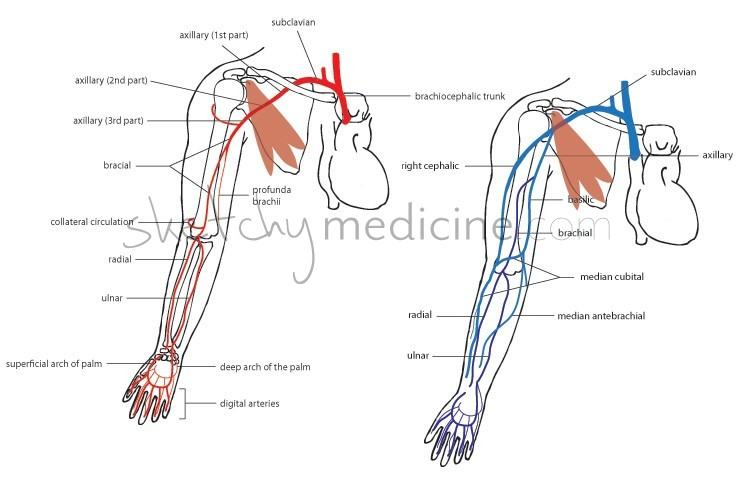 subclavian
axillary (1st part)
axillary (2nd part)
axillary (3rd part)
bracial
brachiocephalic trunk
profunda
brachii
collateral circulation
radial
ulnar
superficial arch of palm
deep arch of the palm
digital arteries
subclavian
axillary
right cephalic
basilic
brachial
median cubital
radial
median antebrachial
ulnar
sketchymedicine.com